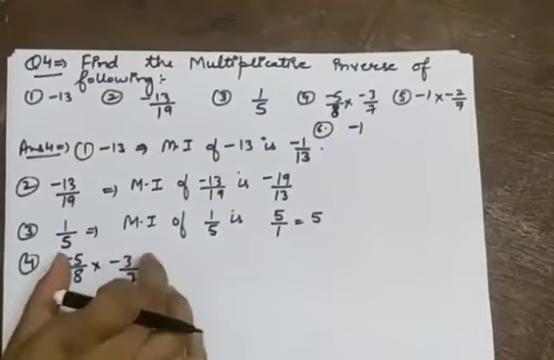 Q4⇒ Find the Multiplicative Inverse of
following:-
① -13 ② -13/19 ③ 1/5 ④ -5/8 × -3/7 ⑤ -1 × -2/9
⑥. -1
Ans4⇒) ① -13 ⇒ M.I of -13 is -1/13.
② -13/19 ⇒ M.I of -13/19 is -19/13
③ 1/5 ⇒ M.I of 1/5 is 5/1 = 5
④ -5/8 × -3/7